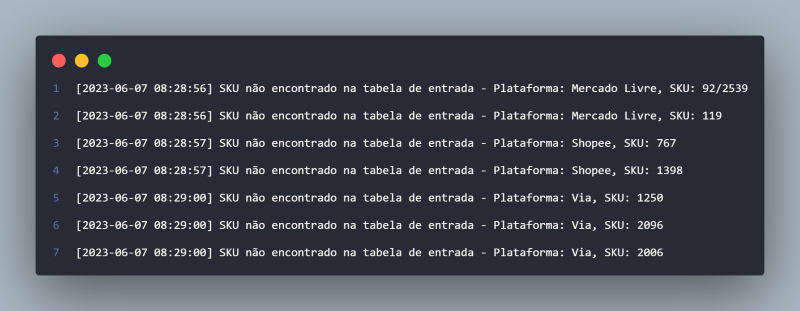 1 [2023-06-07 08:28:56] SKU não encontrado na tabela de entrada - Plataforma: Mercado Livre, SKU: 92/2539
2 [2023-06-07 08:28:56] SKU não encontrado na tabela de entrada - Plataforma: Mercado Livre, SKU: 119
3 [2023-06-07 08:28:57] SKU não encontrado na tabela de entrada - Plataforma: Shopee, SKU: 767
4 [2023-06-07 08:28:57] SKU não encontrado na tabela de entrada - Plataforma: Shopee, SKU: 1398
5 [2023-06-07 08:29:00] SKU não encontrado na tabela de entrada - Plataforma: Via, SKU: 1250
6 [2023-06-07 08:29:00] SKU não encontrado na tabela de entrada - Plataforma: Via, SKU: 2096
7 [2023-06-07 08:29:00] SKU não encontrado na tabela de entrada - Plataforma: Via, SKU: 2006